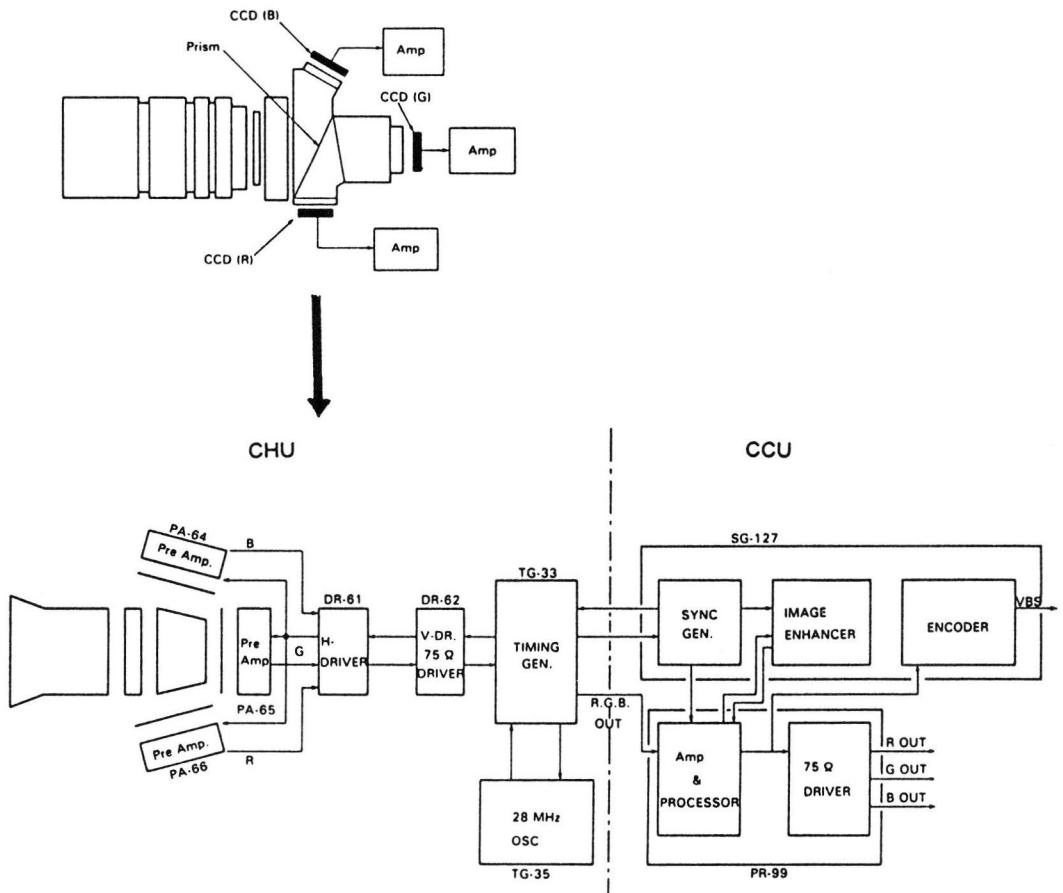 CCD (B)
Prism
Amp
CCD (G)
Amp
Amp
CCD (R)
CHU
CCU
PA-64
Pre Amp.
B
DR-61
H-
DRIVER
DR-62
V-DR.
75 Ω
DRIVER
TG-33
TIMING
GEN.
Pre
Amp
G
PA-65
Pre Amp.
PA-66
R
28 MHz
OSC
TG-35
R.G.B.
OUT
SG-127
SYNC
GEN.
IMAGE
ENHANCER
ENCODER
VBS
Amp
&
PROCESSOR
75 Ω
DRIVER
R OUT
G OUT
B OUT
PR-99